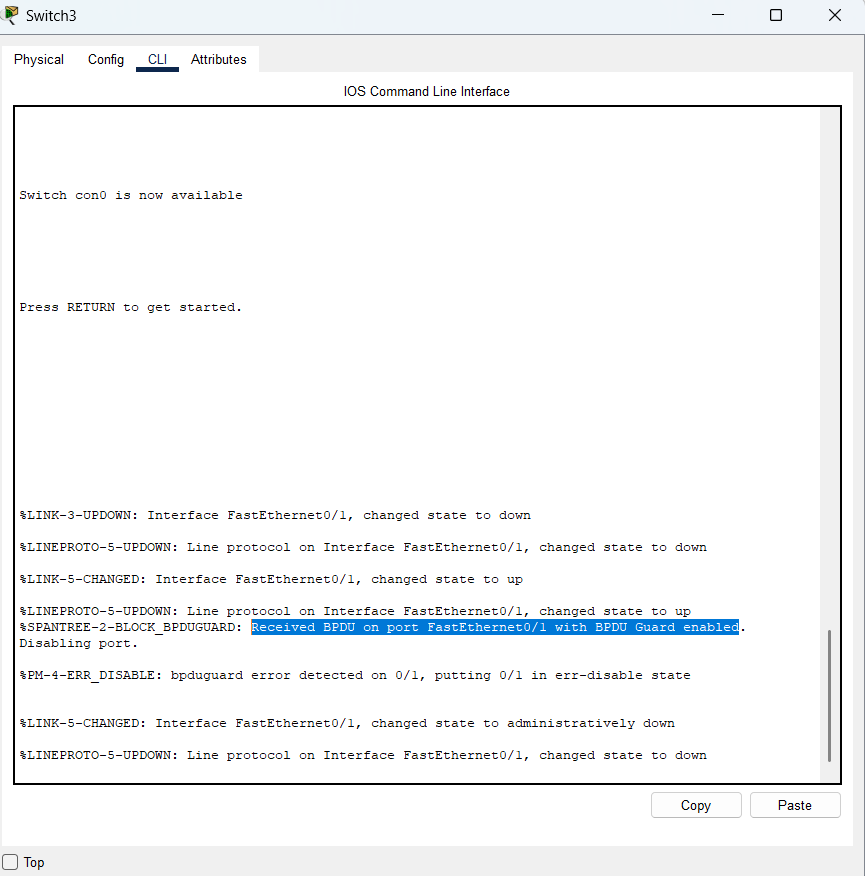 Switch3
Physical Config CLI Attributes
IOS Command Line Interface
Switch con0 is now available
Press RETURN to get started.
%LINK-3-UPDOWN: Interface FastEthernet0/1, changed state to down
%LINEPROTO-5-UPDOWN: Line protocol on Interface FastEthernet0/1, changed state to down
%LINK-5-CHANGED: Interface FastEthernet0/1, changed state to up
%LINEPROTO-5-UPDOWN: Line protocol on Interface FastEthernet0/1, changed state to up
%SPANTREE-2-BLOCK_BPDUGUARD: Received BPDU on port FastEthernet0/1 with BPDU Guard enabled.
Disabling port.
%PM-4-ERR_DISABLE: bpduguard error detected on 0/1, putting 0/1 in err-disable state
%LINK-5-CHANGED: Interface FastEthernet0/1, changed state to administratively down
%LINEPROTO-5-UPDOWN: Line protocol on Interface FastEthernet0/1, changed state to down
Copy Paste
Top